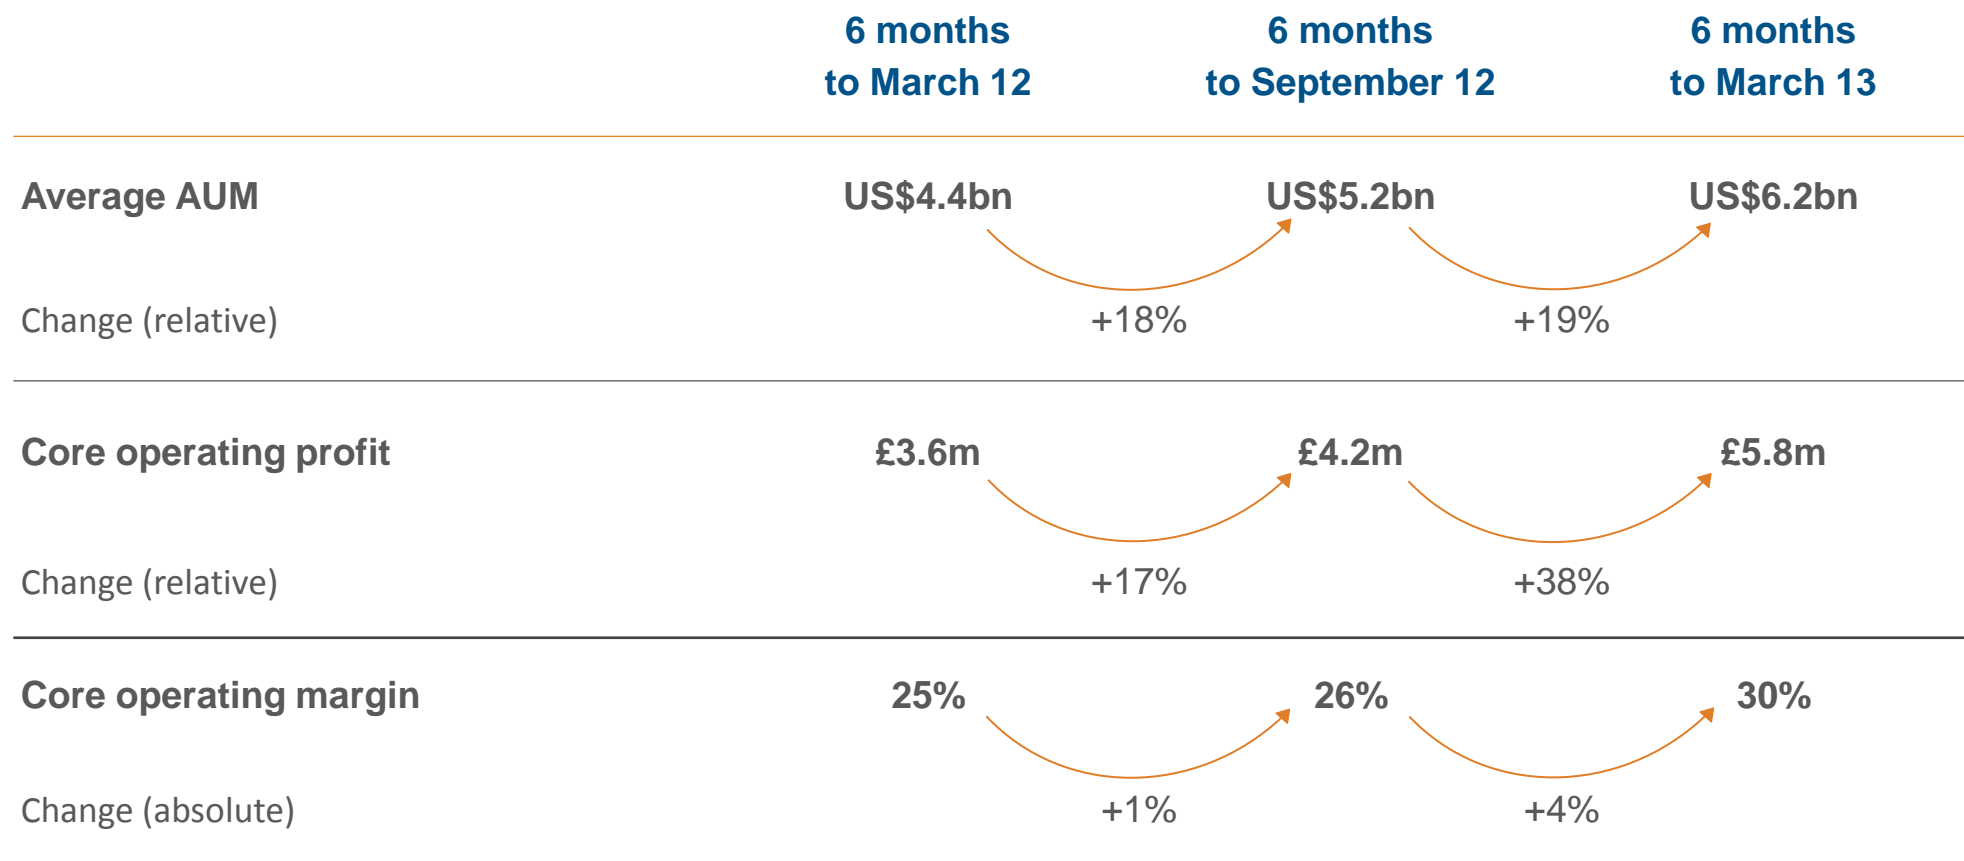 6 months 6 months 6 months
to March 12 to September 12 to March 13
Average AUM US$4.4bn US$5.2bn US$6.2bn
Change (relative) +18% +19%
Core operating profit £3.6m £4.2m £5.8m
Change (relative) +17% +38%
Core operating margin 25% 26% 30%
Change (absolute) +1% +4%